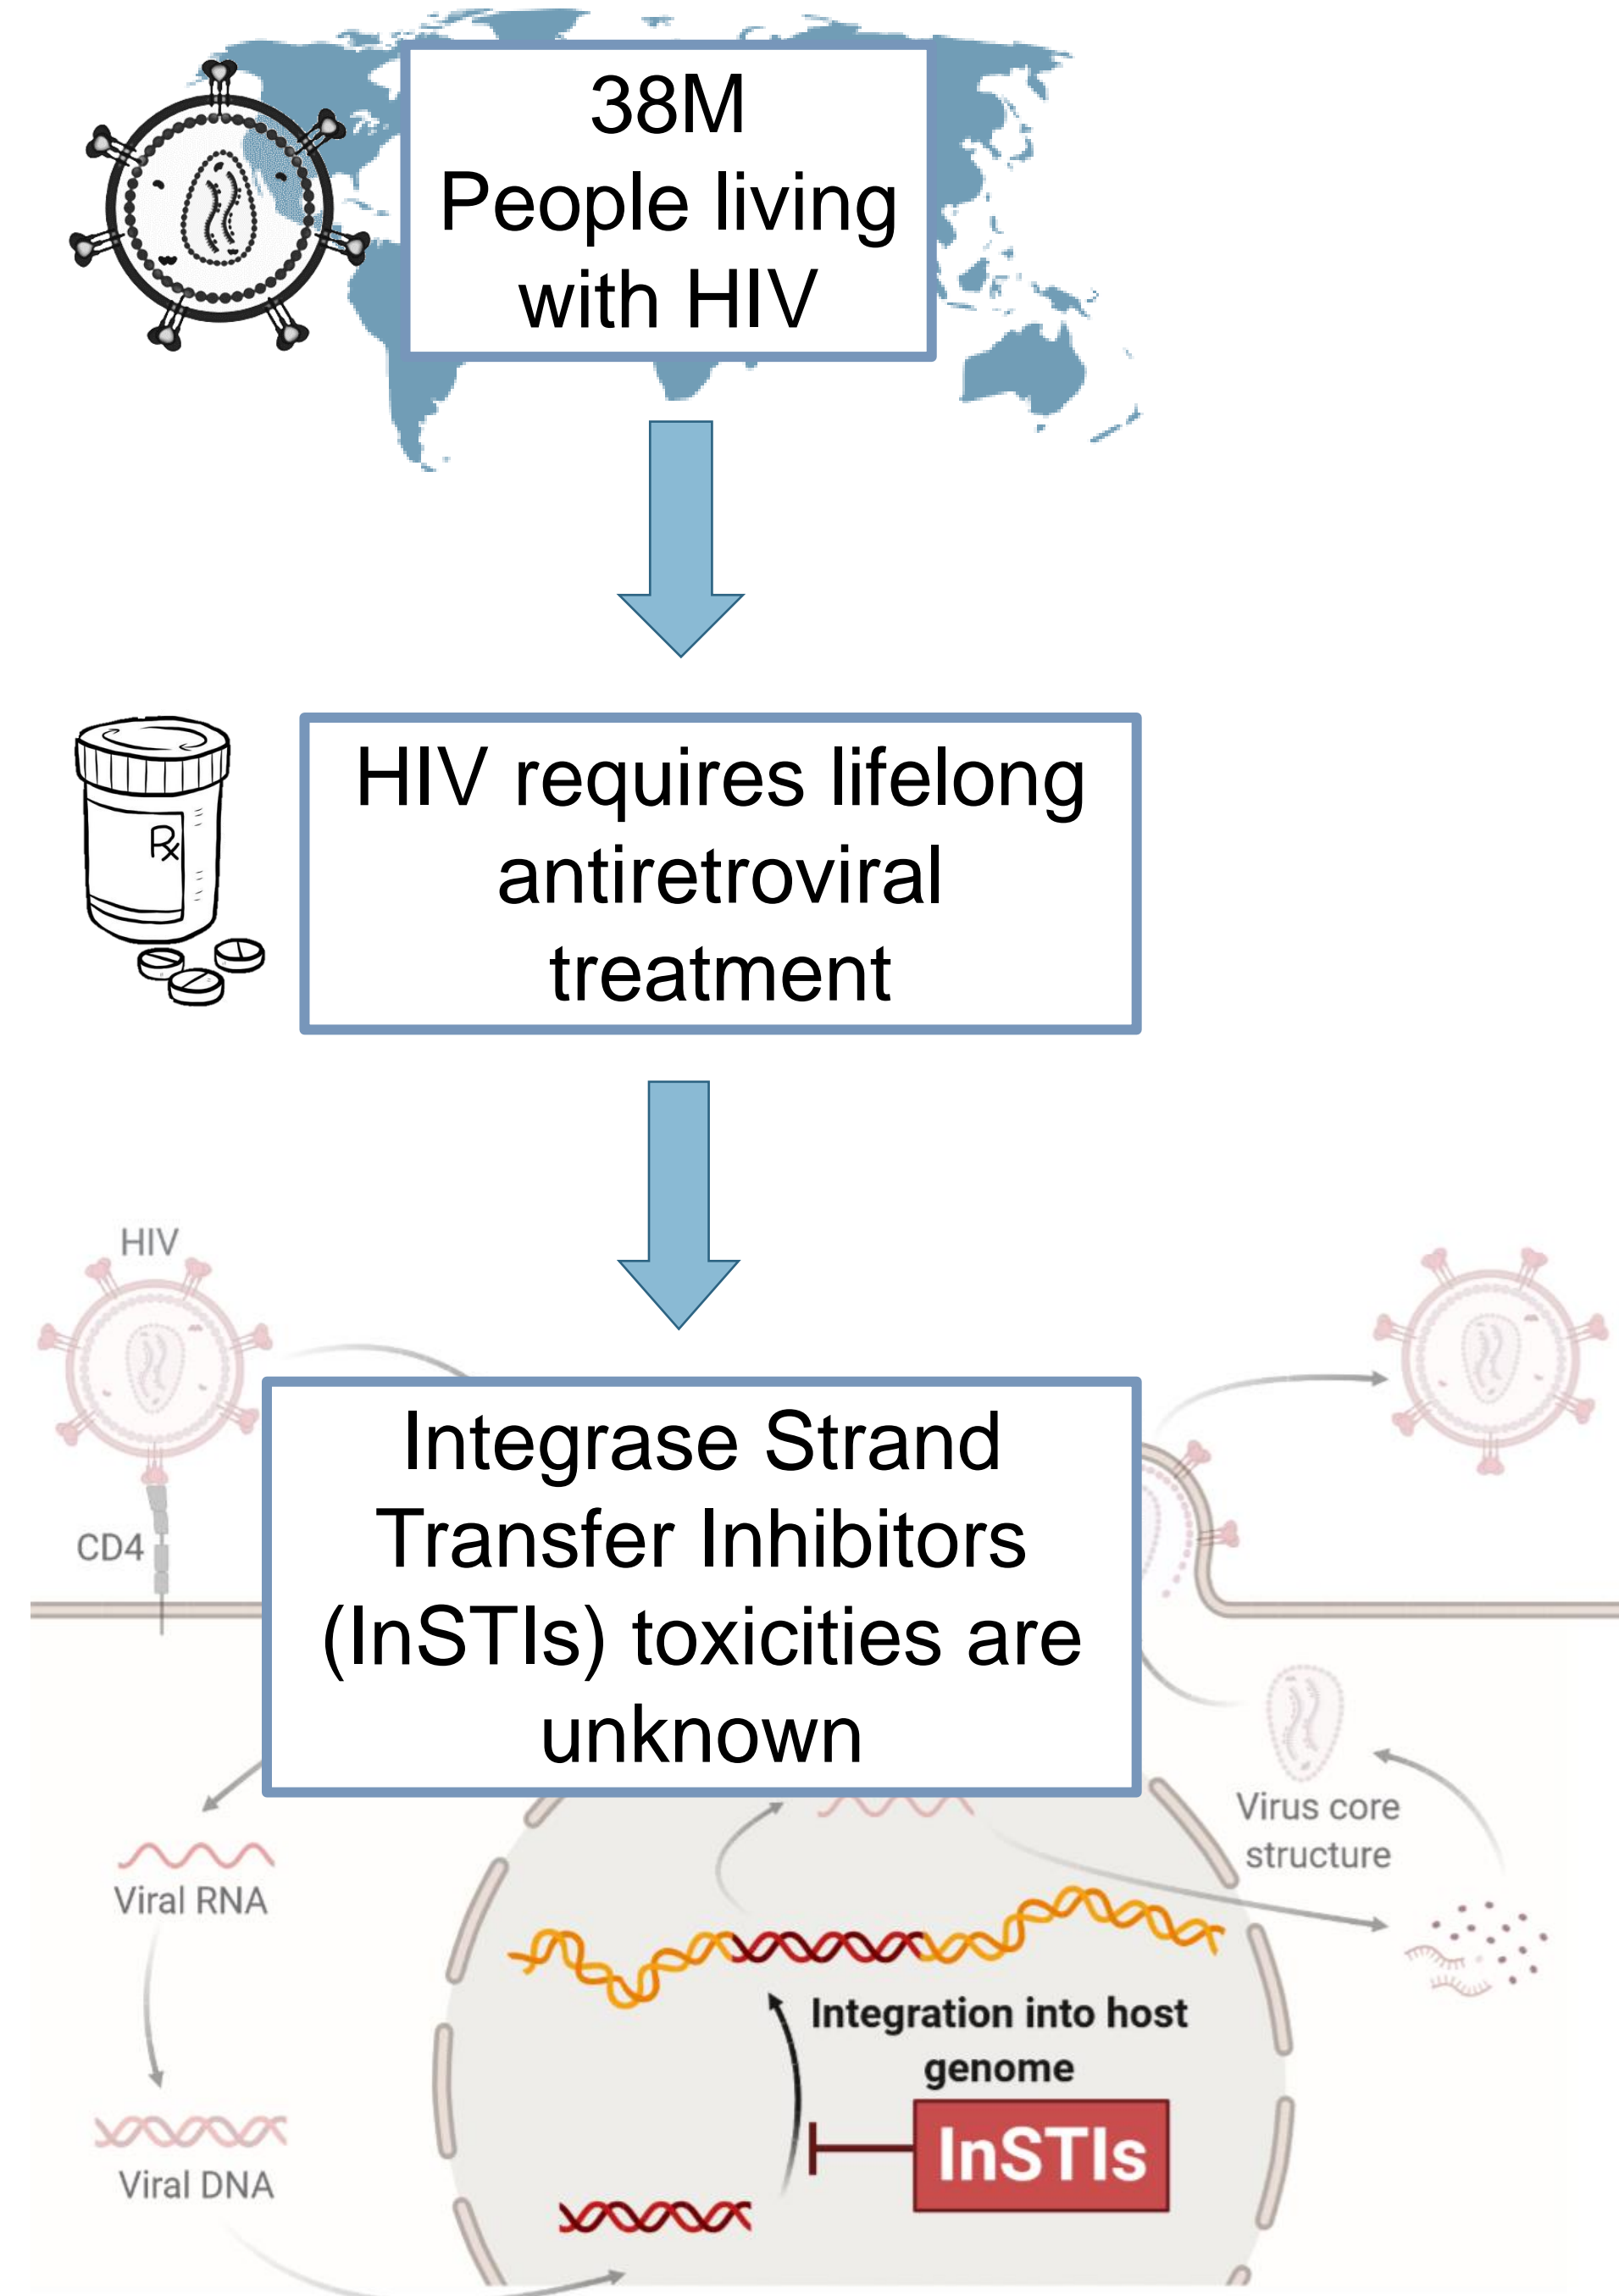 38M
People living
with HIV
HIV requires lifelong
antiretroviral
treatment
Rx
HIV
Integrase Strand
Transfer Inhibitors
(InSTIs) toxicities are
unknown
CD4
Virus core
structure
Viral RNA
Integration into host
genome
InSTIs
Viral DNA